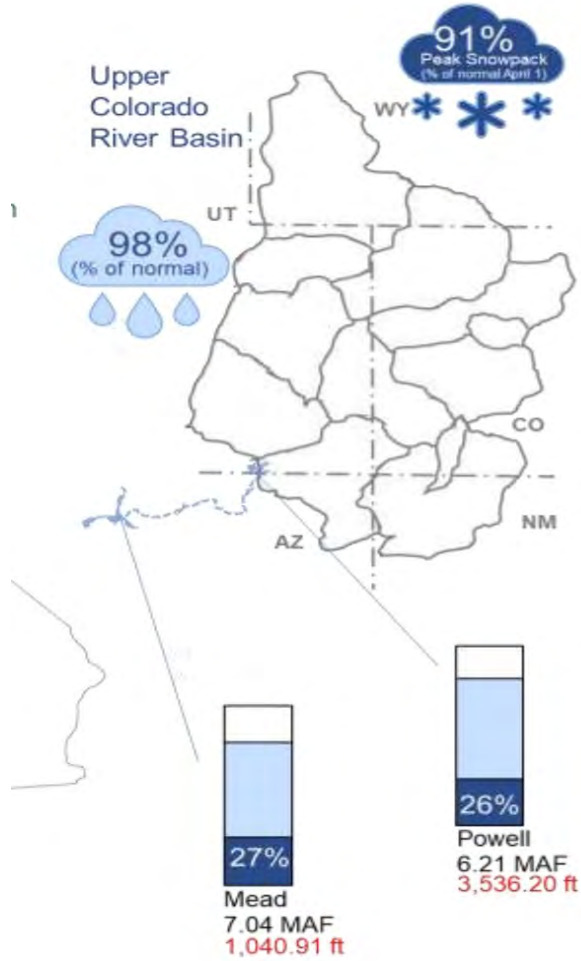 91%
Peak Snowpack
(% of normal April 1)
Upper
Colorado
River Basin
WY
UT
98%
(% of normal)
CO
NM
AZ
26%
Powell
6.21 MAF
3,536.20 ft
27%
Mead
7.04 MAF
1,040.91 ft